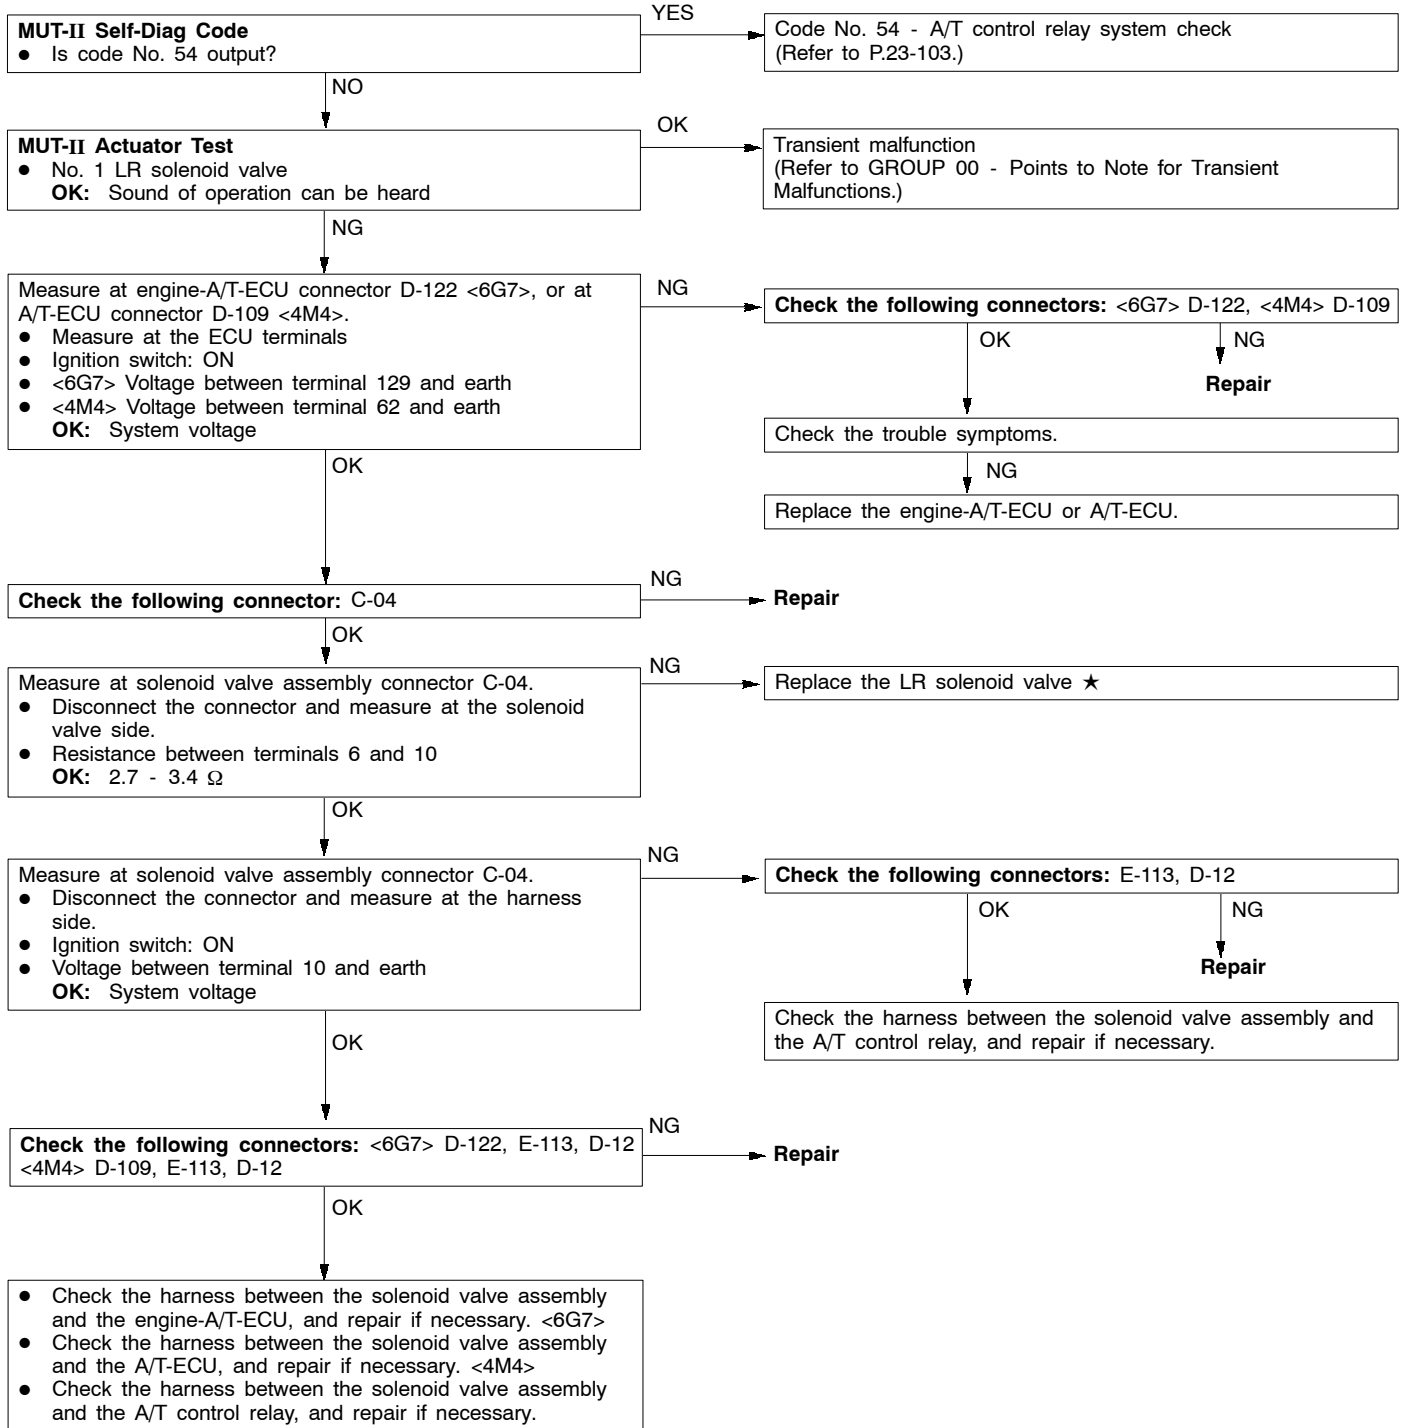 MUT-II Self-Diag Code
● Is code No. 54 output?
YES
Code No. 54 - A/T control relay system check
(Refer to P.23-103.)
NO
MUT-II Actuator Test
● No. 1 LR solenoid valve
OK: Sound of operation can be heard
OK
Transient malfunction
(Refer to GROUP 00 - Points to Note for Transient
Malfunctions.)
NG
Measure at engine-A/T-ECU connector D-122 <6G7>, or at
A/T-ECU connector D-109 <4M4>.
● Measure at the ECU terminals
● Ignition switch: ON
● <6G7> Voltage between terminal 129 and earth
● <4M4> Voltage between terminal 62 and earth
OK: System voltage
NG
Check the following connectors: <6G7> D-122, <4M4> D-109
OK
NG
Repair
Check the trouble symptoms.
NG
Replace the engine-A/T-ECU or A/T-ECU.
OK
Check the following connector: C-04
NG
Repair
OK
Measure at solenoid valve assembly connector C-04.
● Disconnect the connector and measure at the solenoid
valve side.
● Resistance between terminals 6 and 10
OK: 2.7 - 3.4 Ω
NG
Replace the LR solenoid valve ★
OK
Measure at solenoid valve assembly connector C-04.
● Disconnect the connector and measure at the harness
side.
● Ignition switch: ON
● Voltage between terminal 10 and earth
OK: System voltage
NG
Check the following connectors: E-113, D-12
OK
NG
Repair
Check the harness between the solenoid valve assembly and
the A/T control relay, and repair if necessary.
OK
Check the following connectors: <6G7> D-122, E-113, D-12
<4M4> D-109, E-113, D-12
NG
Repair
OK
● Check the harness between the solenoid valve assembly
and the engine-A/T-ECU, and repair if necessary. <6G7>
● Check the harness between the solenoid valve assembly
and the A/T-ECU, and repair if necessary. <4M4>
● Check the harness between the solenoid valve assembly
and the A/T control relay, and repair if necessary.